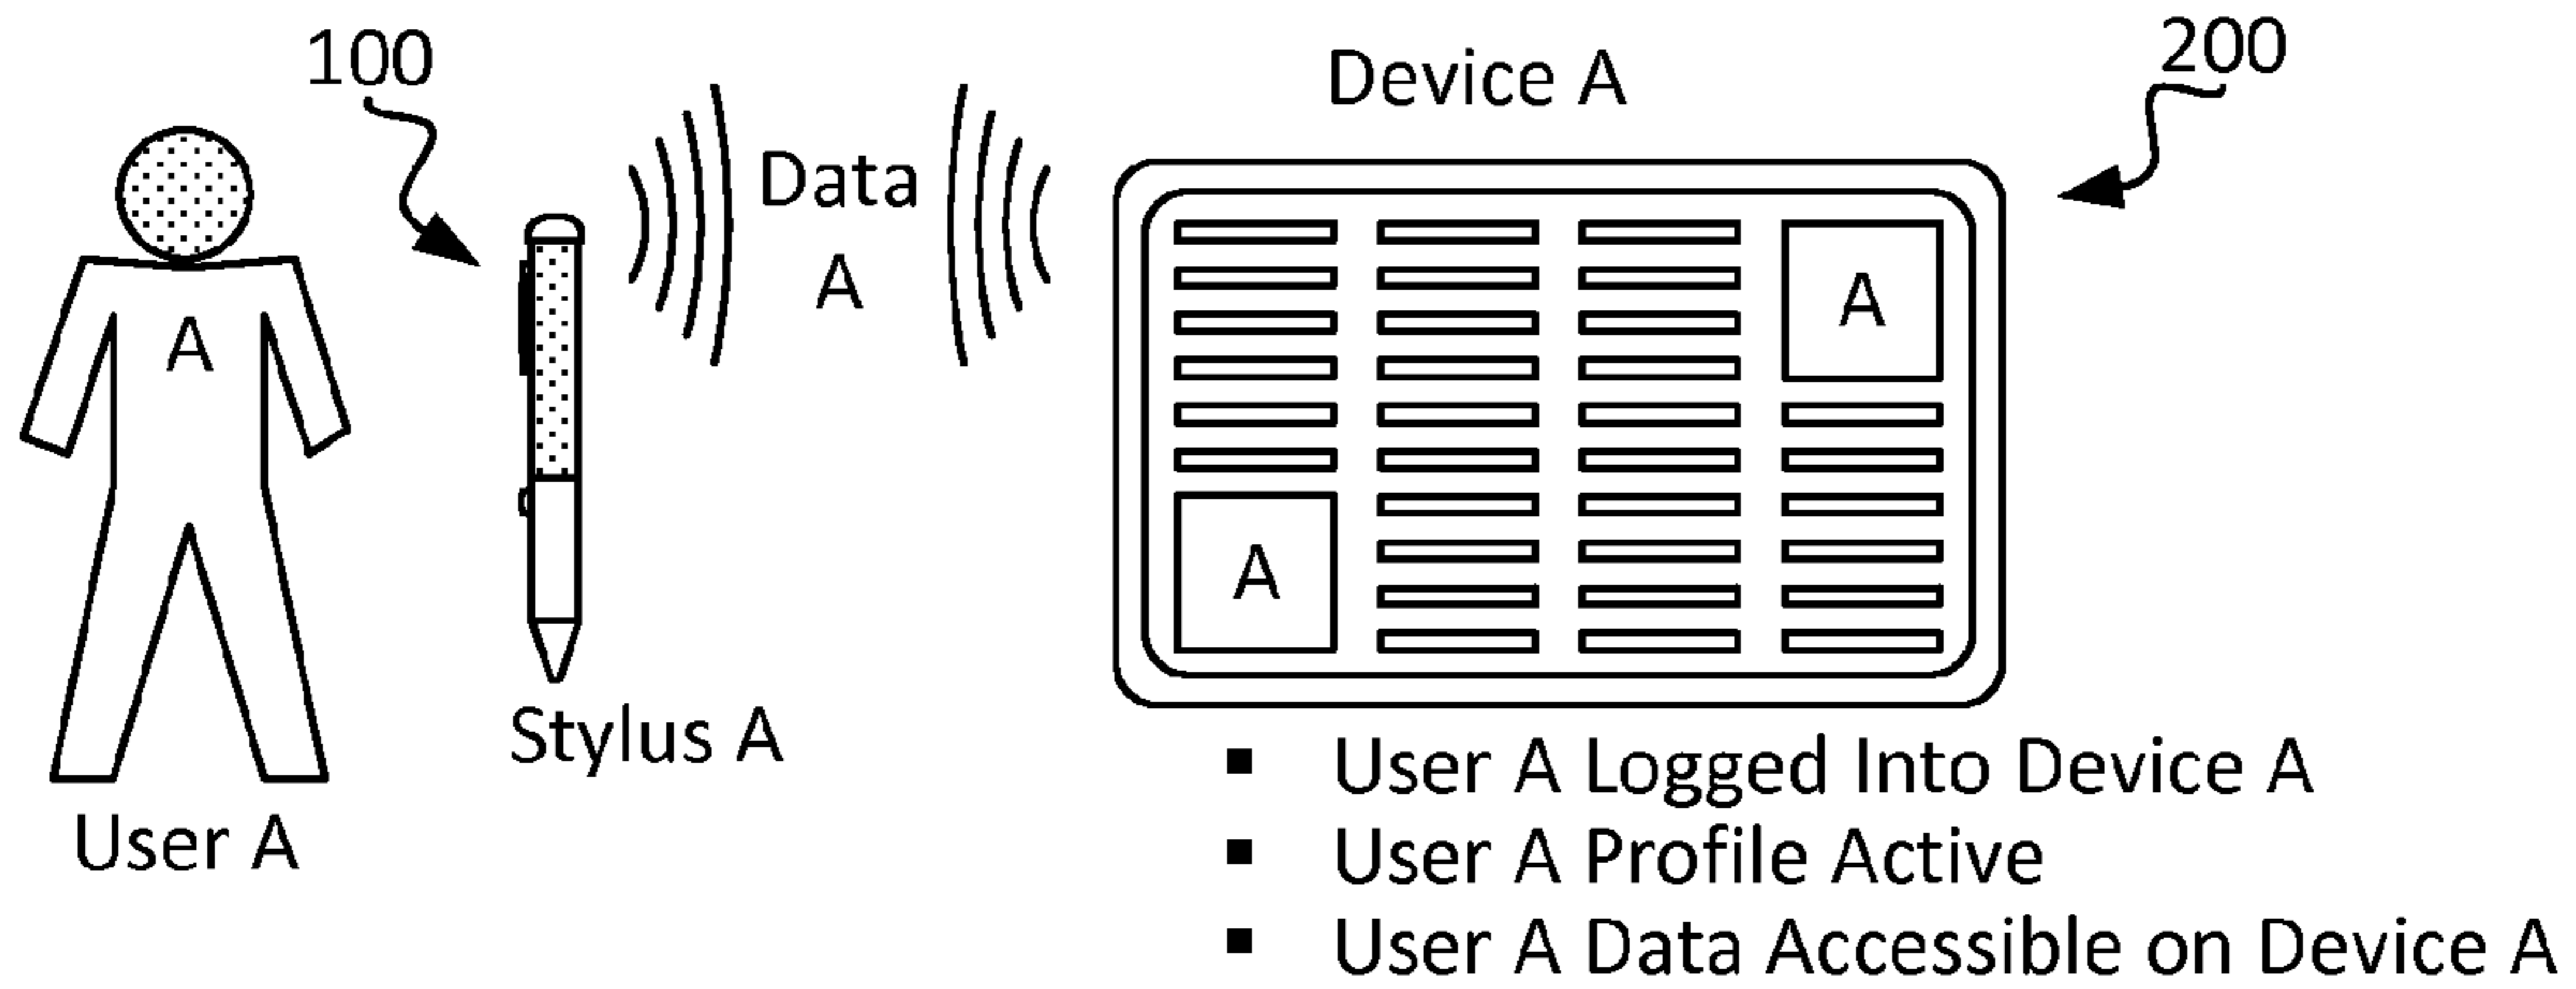 100
Data
A
Device A
200
A
A
A
Stylus A
User A
▪ User A Logged Into Device A
▪ User A Profile Active
▪ User A Data Accessible on Device A